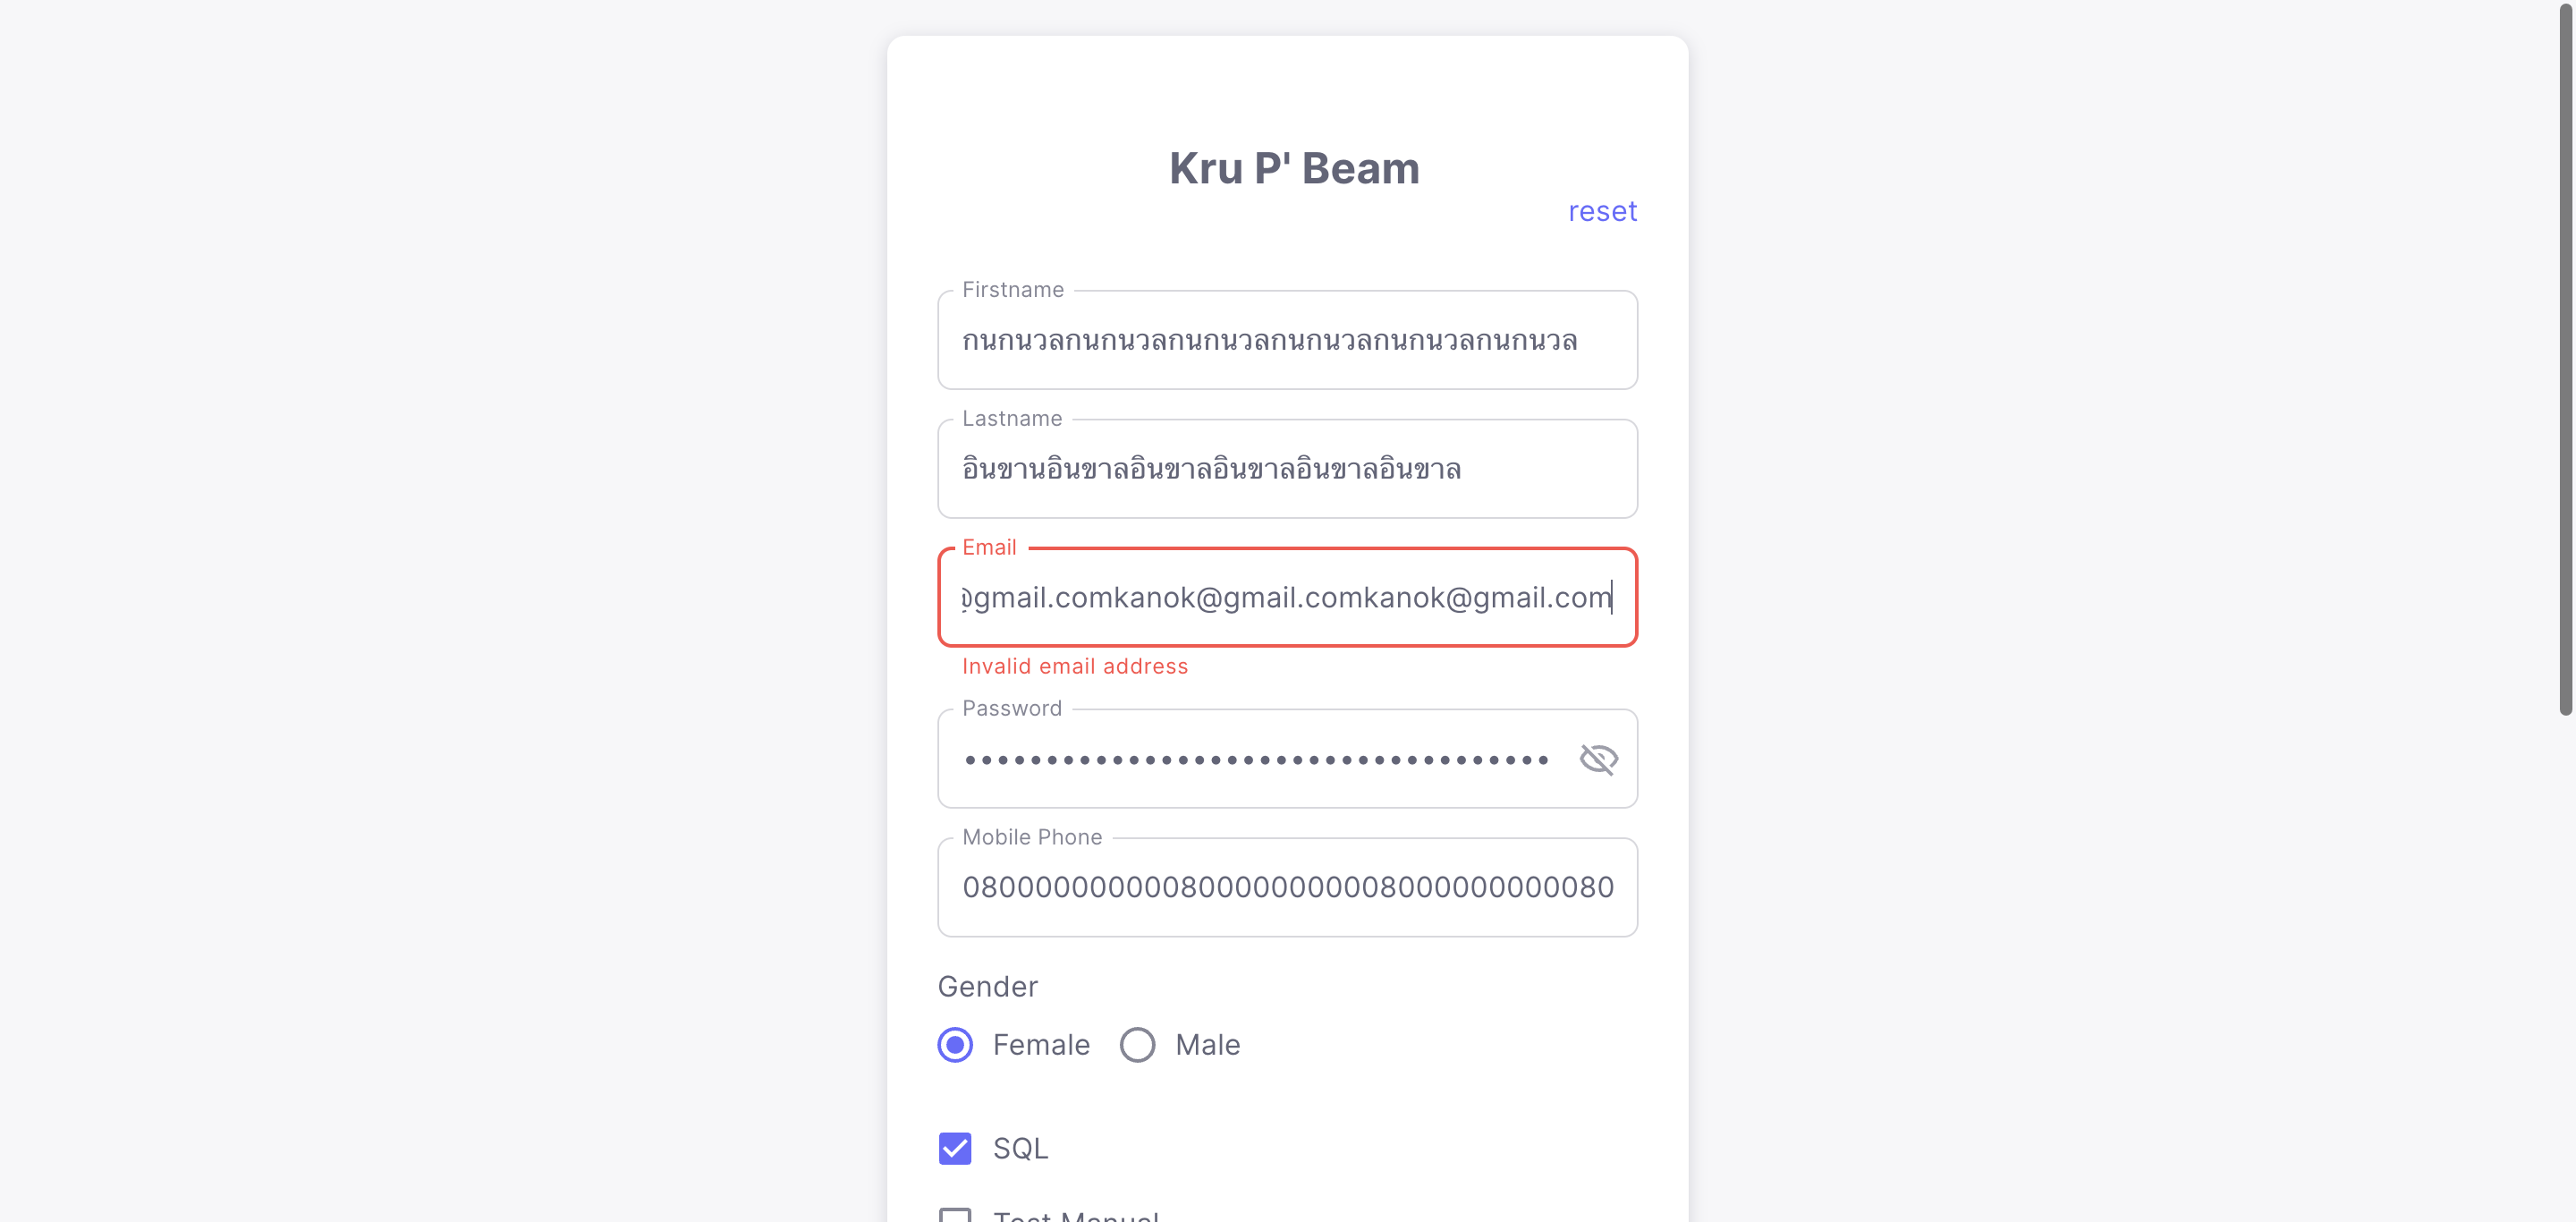 Kru P' Beam
reset
Firstname
กนกนวลกนกนวลกนกนวลกนกนวลกนกนวลกนกนวล
Lastname
อินขานอินขาลอินขาลอินขาลอินขาลอินขาล
Email
@gmail.comkanok@gmail.comkanok@gmail.com
Invalid email address
Password
Mobile Phone
080000000000800000000008000000000080
Gender
Female Male
SQL
Test Manual